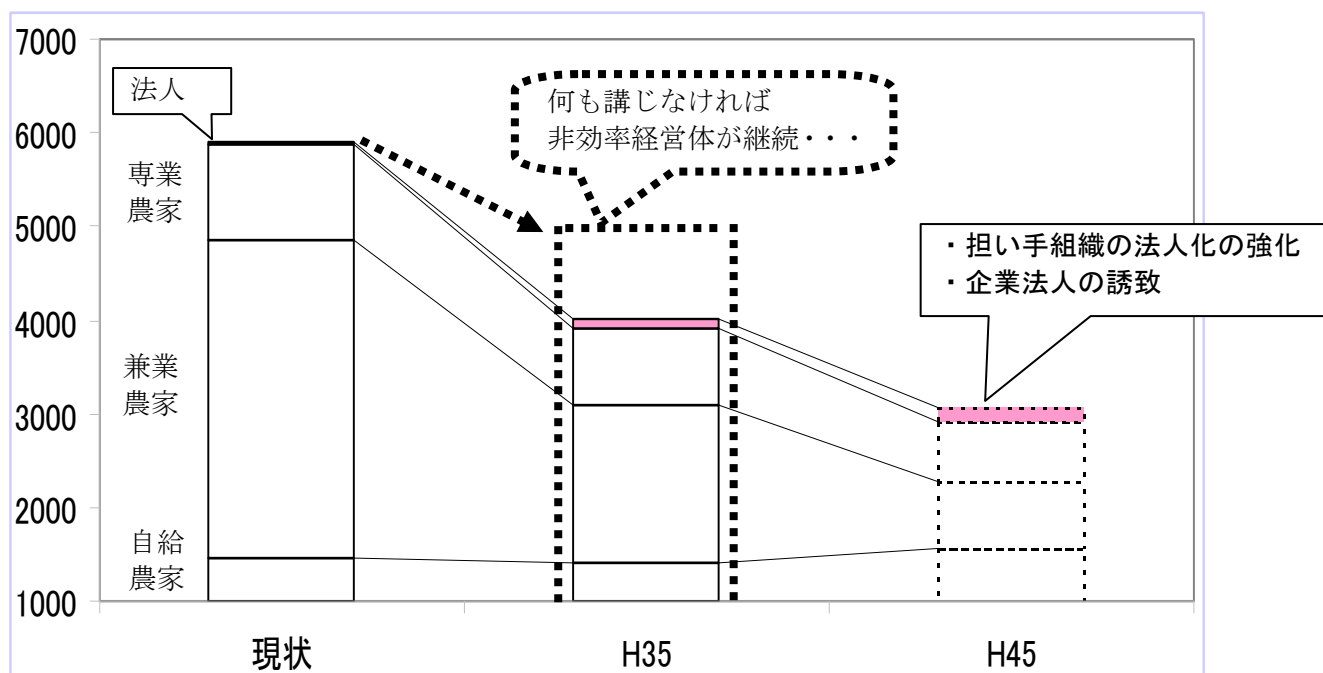 7000
6000
5000
4000
3000
2000
1000
法人
専業
農家
兼業
農家
自給
農家
何も講じなければ
非効率経営体が継続・・・
・担い手組織の法人化の強化
・企業法人の誘致
現状
H35
H45